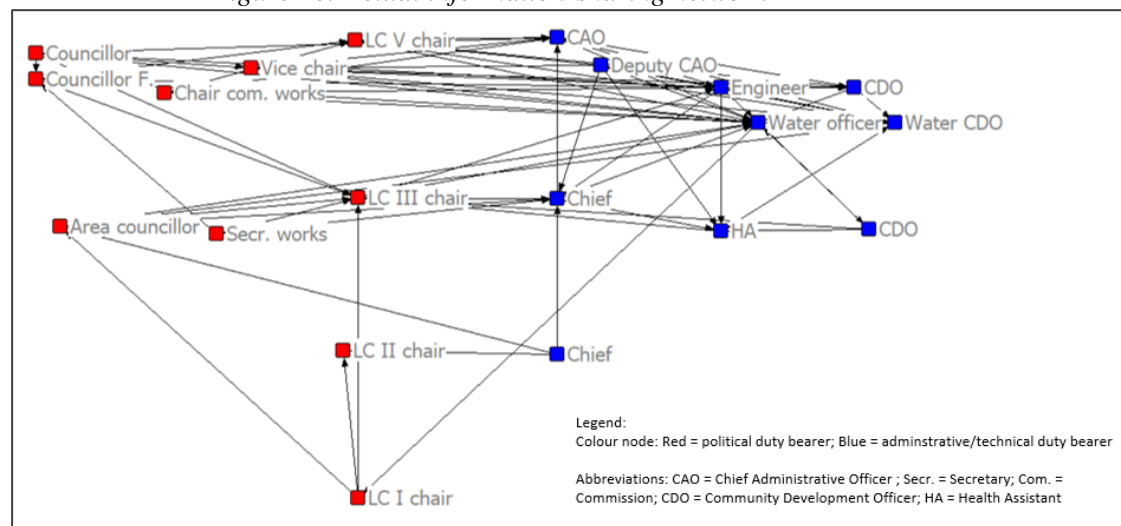 Councillor
LC V chair
CAO
Councillor F.
Vice chair
Deputy CAO
Chair com. works
Engineer
CDO
Water officer
Water CDO
LC III chair
Chief
Area councillor
Secr. works
HA
CDO
LC II chair
Chief
LC I chair
Legend:
Colour node: Red = political duty bearer; Blue = adminstrative/technical duty bearer
Abbreviations: CAO = Chief Administrative Officer ; Secr. = Secretary; Com. =
Commission; CDO = Community Development Officer; HA = Health Assistant